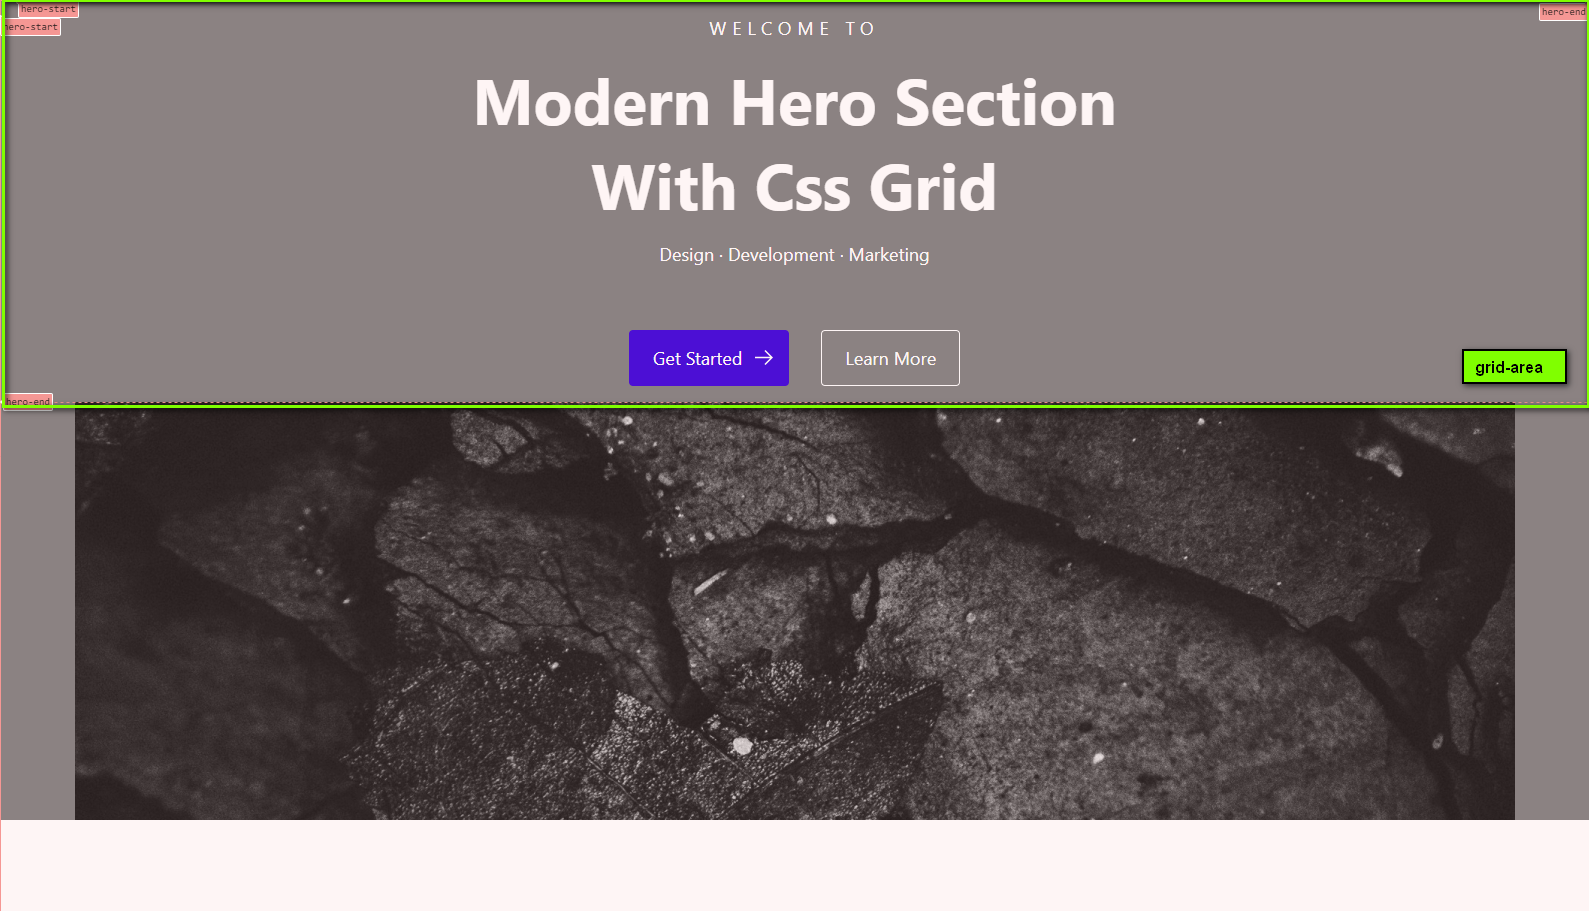 hero-start
hero-start
hero-end
WELCOME TO
Modern Hero Section
With Css Grid
Design · Development · Marketing
Get Started
Learn More
grid-area
hero-end